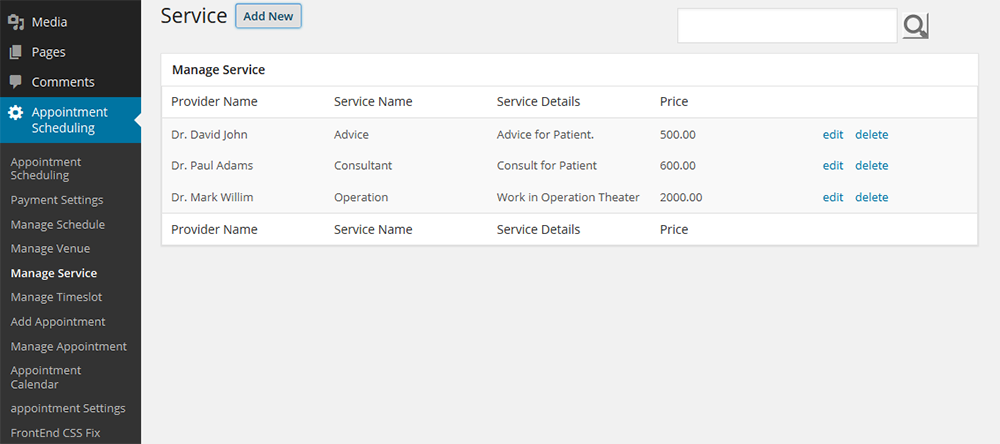 Media
Pages
Comments
Appointment
Scheduling
Appointment
Scheduling
Payment Settings
Manage Schedule
Manage Venue
Manage Service
Manage Timeslot
Add Appointment
Manage Appointment
Appointment
Calendar
appointment Settings
FrontEnd CSS Fix
Service Add New
Manage Service
Provider Name Service Name Service Details Price
Dr. David John Advice Advice for Patient. 500.00 edit delete
Dr. Paul Adams Consultant Consult for Patient 600.00 edit delete
Dr. Mark Willim Operation Work in Operation Theater 2000.00 edit delete
Provider Name Service Name Service Details Price